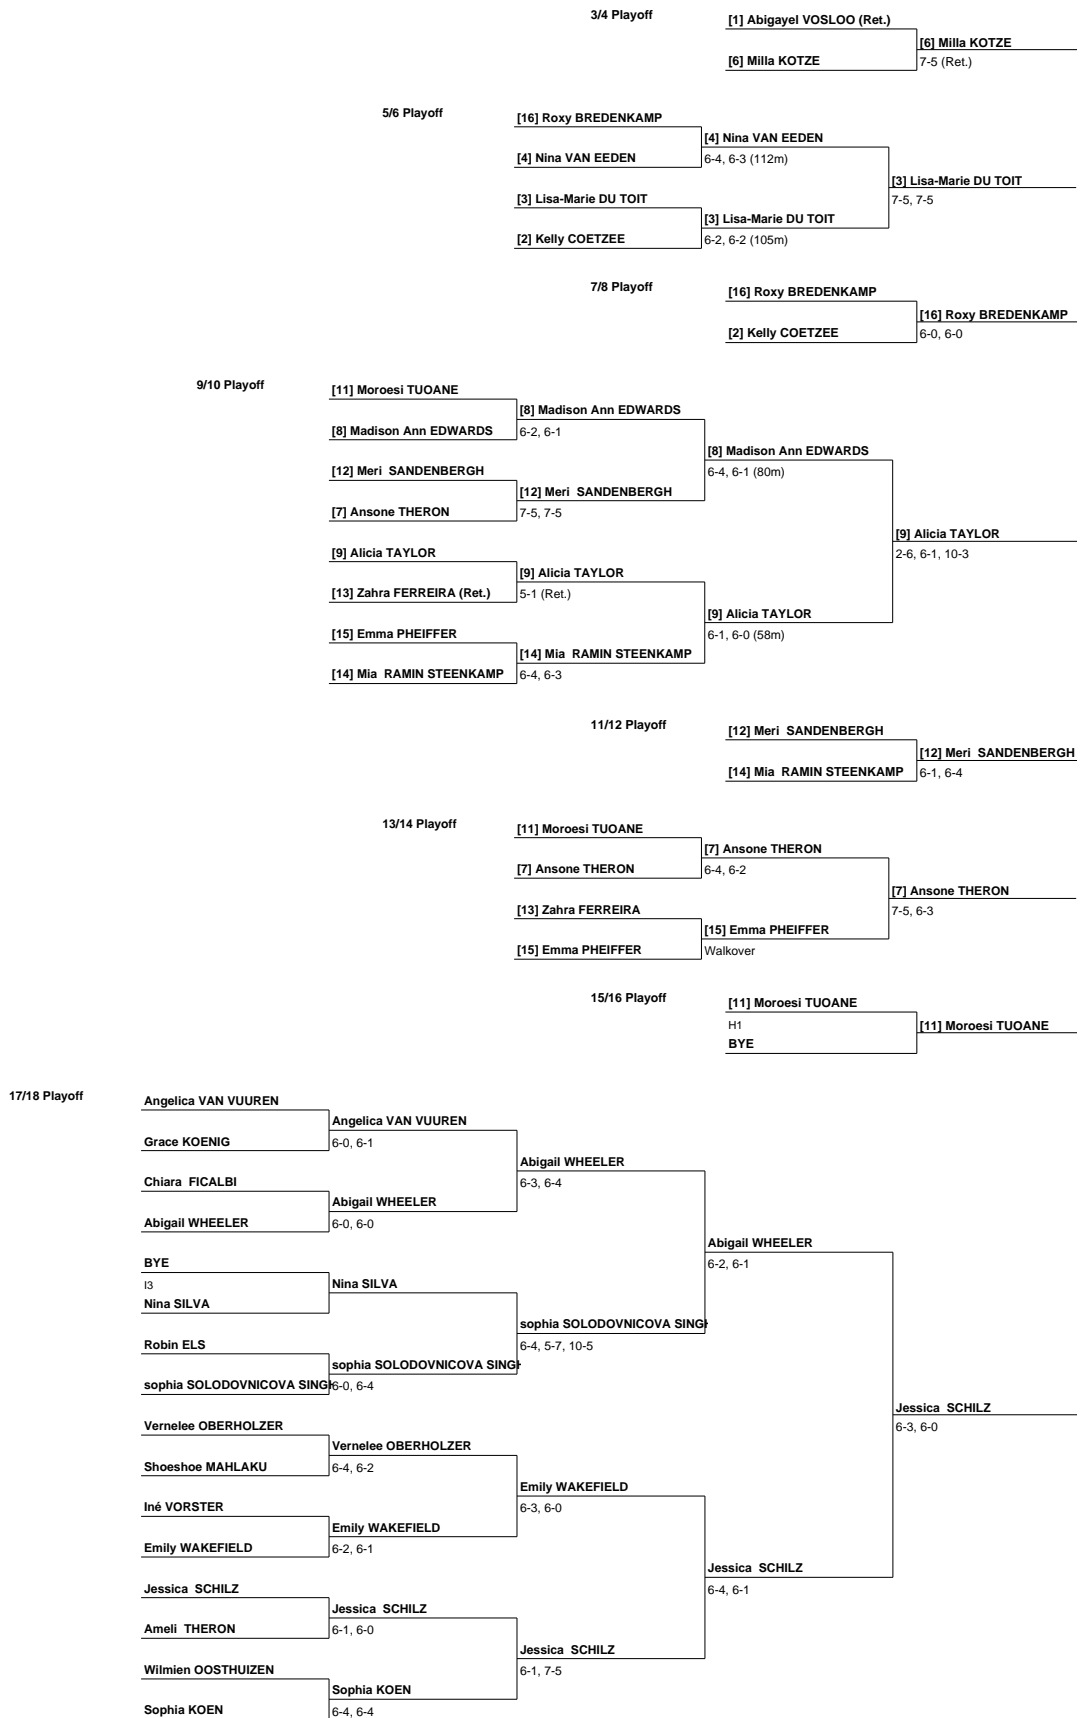 3/4 Playoff
[1] Abigayel VOSLOO (Ret.)
[6] Milla KOTZE
[6] Milla KOTZE
7-5 (Ret.)
5/6 Playoff
[16] Roxy BREDENKAMP
[4] Nina VAN EEDEN
[4] Nina VAN EEDEN
6-4, 6-3 (112m)
[3] Lisa-Marie DU TOIT
7-5, 7-5
[3] Lisa-Marie DU TOIT
[3] Lisa-Marie DU TOIT
[2] Kelly COETZEE
6-2, 6-2 (105m)
7/8 Playoff
[16] Roxy BREDENKAMP
[16] Roxy BREDENKAMP
[2] Kelly COETZEE
6-0, 6-0
9/10 Playoff
[11] Moroesi TUOANE
[8] Madison Ann EDWARDS
[8] Madison Ann EDWARDS
6-2, 6-1
[8] Madison Ann EDWARDS
6-4, 6-1 (80m)
[12] Meri SANDENBERGH
[12] Meri SANDENBERGH
[7] Ansone THERON
7-5, 7-5
[9] Alicia TAYLOR
2-6, 6-1, 10-3
[9] Alicia TAYLOR
[9] Alicia TAYLOR
[13] Zahra FERREIRA (Ret.)
5-1 (Ret.)
[9] Alicia TAYLOR
6-1, 6-0 (58m)
[15] Emma PHEIFFER
[14] Mia RAMIN STEENKAMP
[14] Mia RAMIN STEENKAMP
6-4, 6-3
11/12 Playoff
[12] Meri SANDENBERGH
[12] Meri SANDENBERGH
[14] Mia RAMIN STEENKAMP
6-1, 6-4
13/14 Playoff
[11] Moroesi TUOANE
[7] Ansone THERON
[7] Ansone THERON
6-4, 6-2
[7] Ansone THERON
7-5, 6-3
[13] Zahra FERREIRA
[15] Emma PHEIFFER
[15] Emma PHEIFFER
Walkover
15/16 Playoff
[11] Moroesi TUOANE
H1
[11] Moroesi TUOANE
BYE
17/18 Playoff
Angelica VAN VUUREN
Angelica VAN VUUREN
Grace KOENIG
6-0, 6-1
Abigail WHEELER
6-3, 6-4
Chiara FICALBI
Abigail WHEELER
Abigail WHEELER
6-0, 6-0
Abigail WHEELER
6-2, 6-1
BYE
I3
Nina SILVA
Nina SILVA
sophia SOLODOVNICOVA SINGH
6-4, 5-7, 10-5
Robin ELS
sophia SOLODOVNICOVA SINGH
sophia SOLODOVNICOVA SINGH
6-0, 6-4
Jessica SCHILZ
6-3, 6-0
Vernelee OBERHOLZER
Vernelee OBERHOLZER
Shoeshoe MAHLAKU
6-4, 6-2
Emily WAKEFIELD
6-3, 6-0
Iné VORSTER
Emily WAKEFIELD
Emily WAKEFIELD
6-2, 6-1
Jessica SCHILZ
6-4, 6-1
Jessica SCHILZ
Jessica SCHILZ
Ameli THERON
6-1, 6-0
Jessica SCHILZ
6-1, 7-5
Wilmien OOSTHUIZEN
Sophia KOEN
Sophia KOEN
6-4, 6-4